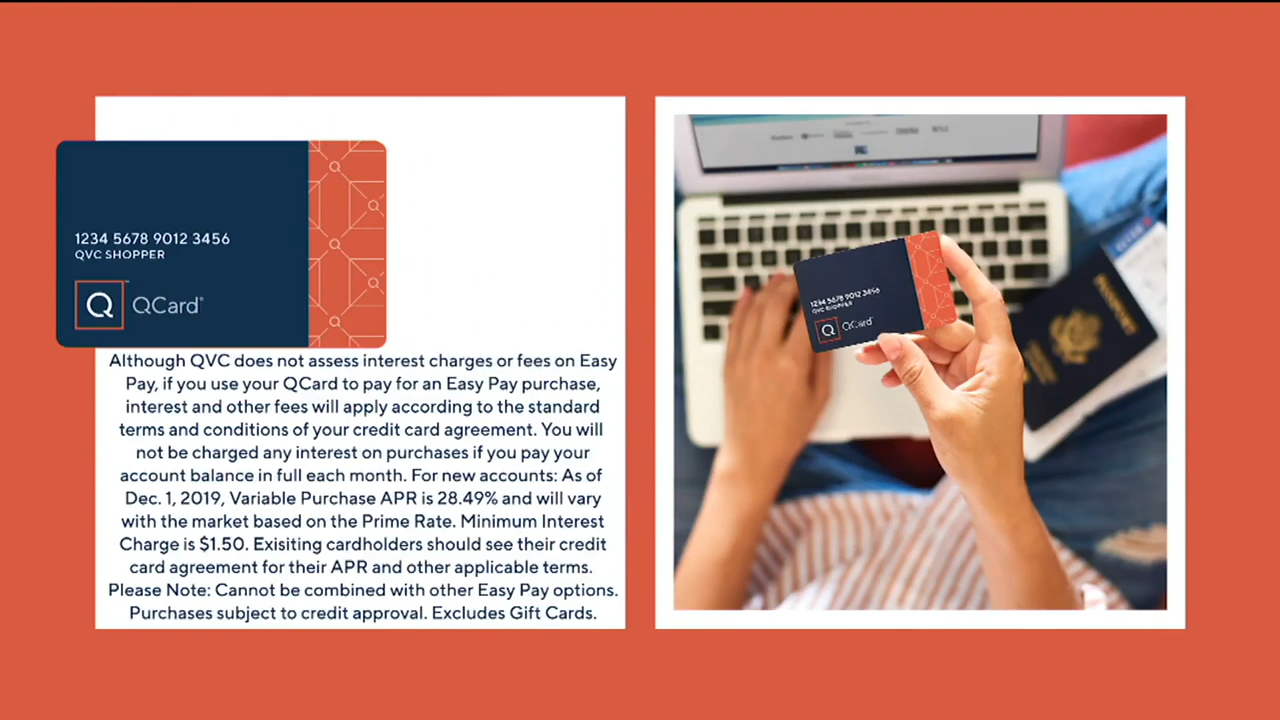 1234 5678 9012 3456
QVC SHOPPER
Q QCard®
Although QVC does not assess interest charges or fees on Easy
Pay, if you use your QCard to pay for an Easy Pay purchase,
interest and other fees will apply according to the standard
terms and conditions of your credit card agreement. You will
not be charged any interest on purchases if you pay your
account balance in full each month. For new accounts: As of
Dec. 1, 2019, Variable Purchase APR is 28.49% and will vary
with the market based on the Prime Rate. Minimum Interest
Charge is $1.50. Exisiting cardholders should see their credit
card agreement for their APR and other applicable terms.
Please Note: Cannot be combined with other Easy Pay options.
Purchases subject to credit approval. Excludes Gift Cards.
1234 5678 9012 3456
QVC SHOPPER
Q QCard
PASSPORT